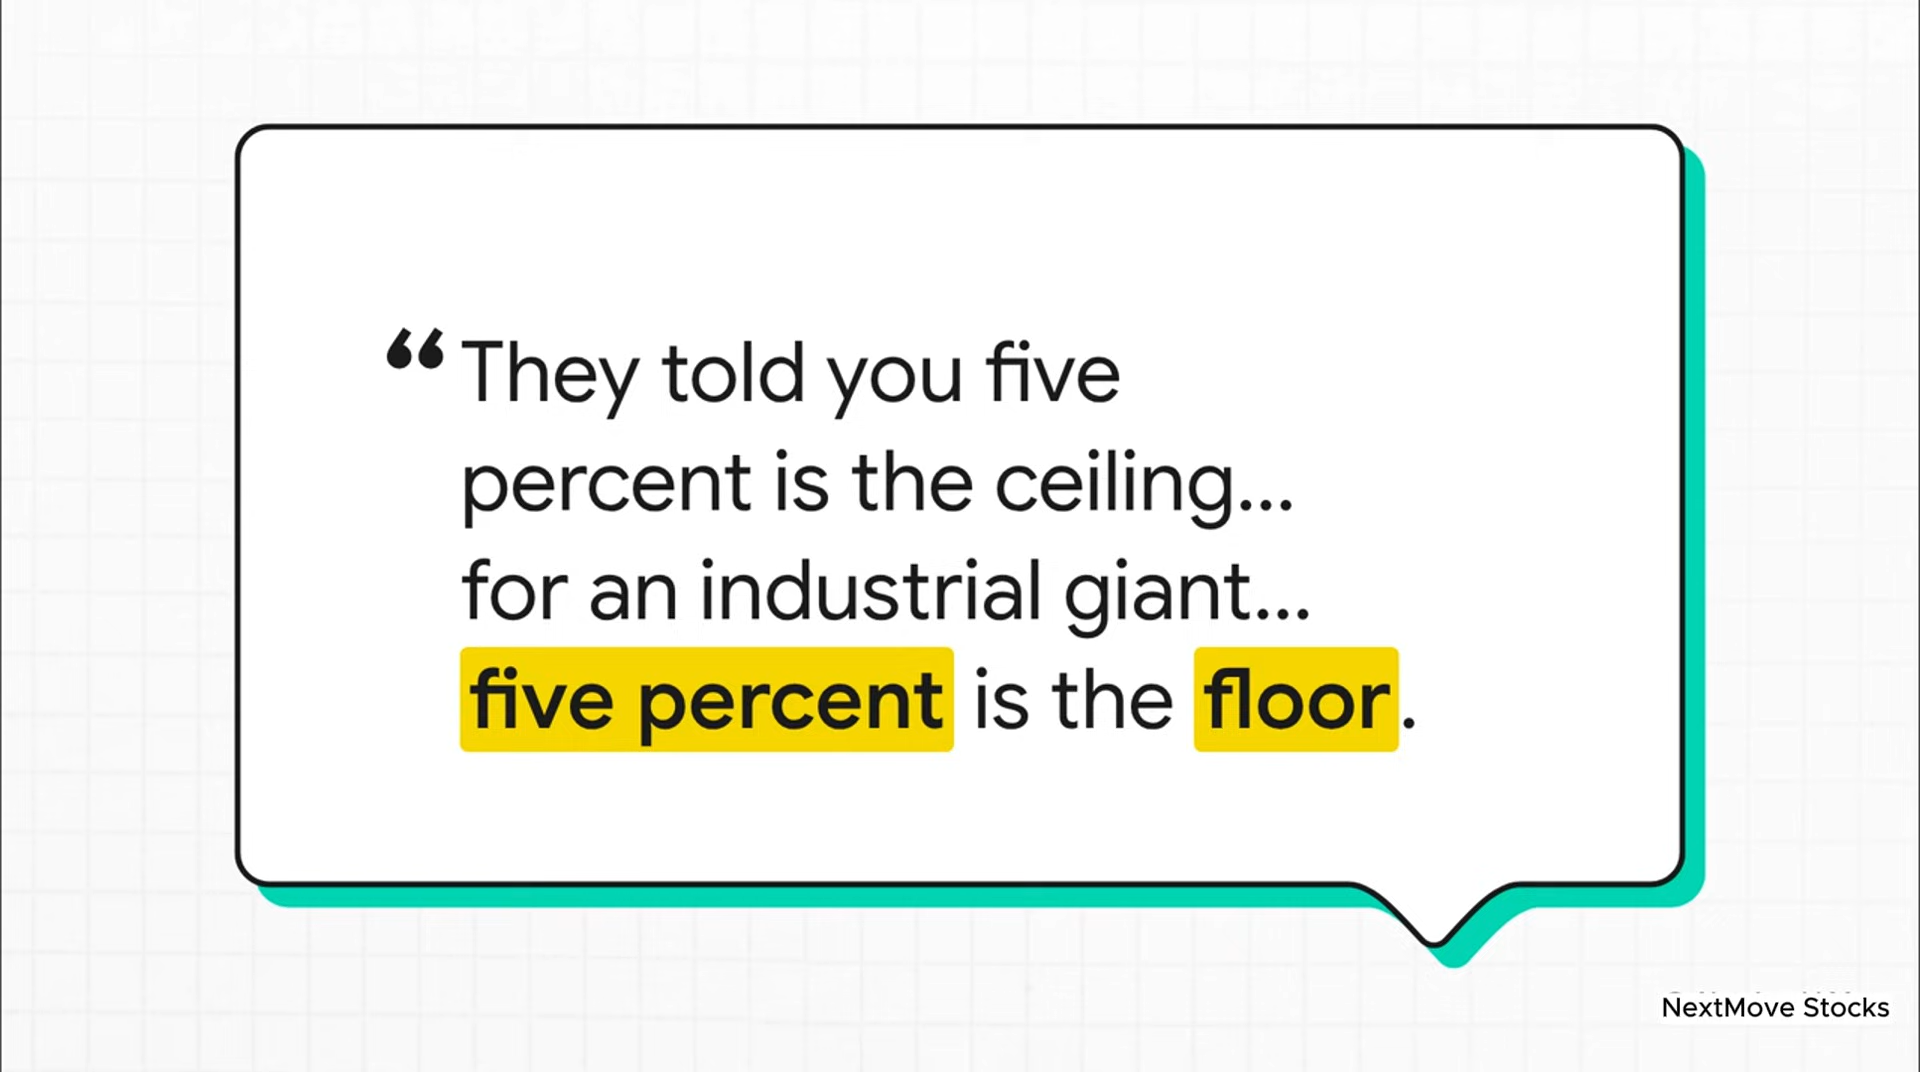 “They told you five
percent is the ceiling...
for an industrial giant...
five percent is the floor.
NextMove Stocks